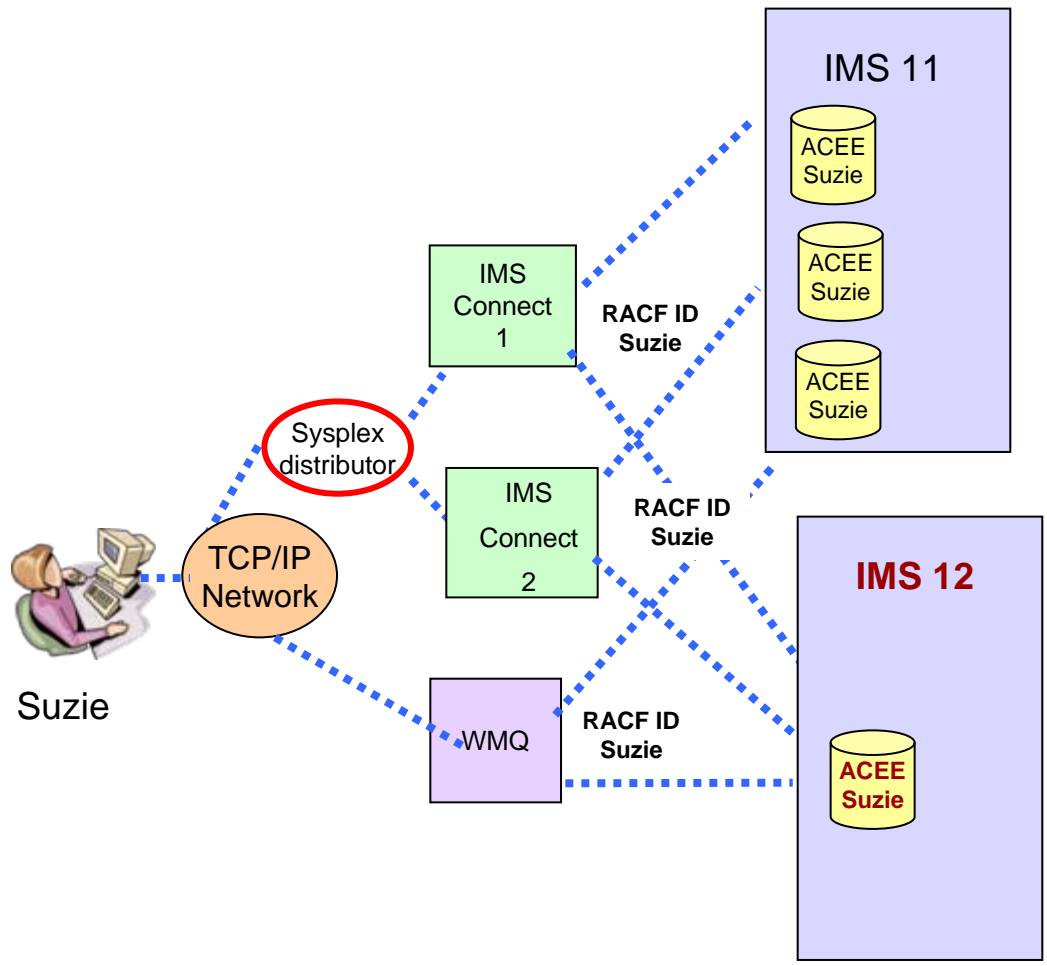 IMS 11
ACEE
Suzie
ACEE
Suzie
ACEE
Suzie
IMS
Connect
1
RACF ID
Suzie
Sysplex
distributor
IMS
Connect
2
RACF ID
Suzie
TCP/IP
Network
Suzie
WMQ
RACF ID
Suzie
IMS 12
ACEE
Suzie